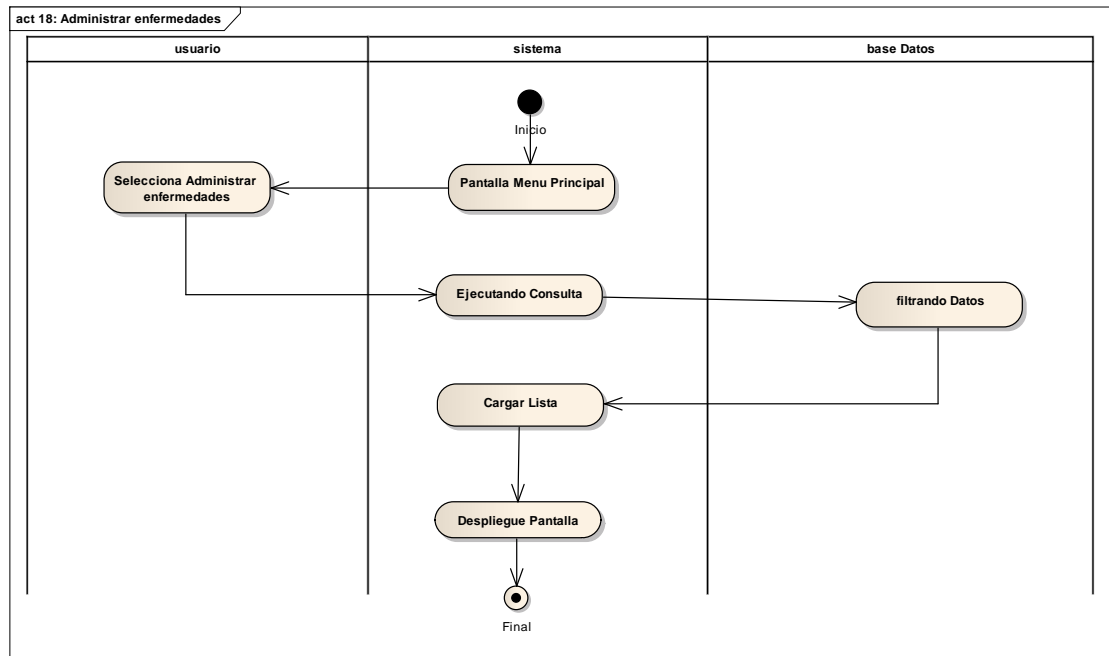 act 18: Administrar enfermedades
usuario
sistema
base Datos
Inicio
Selecciona Administrar
enfermedades
Pantalla Menu Principal
Ejecutando Consulta
filtrando Datos
Cargar Lista
Despliegue Pantalla
Final